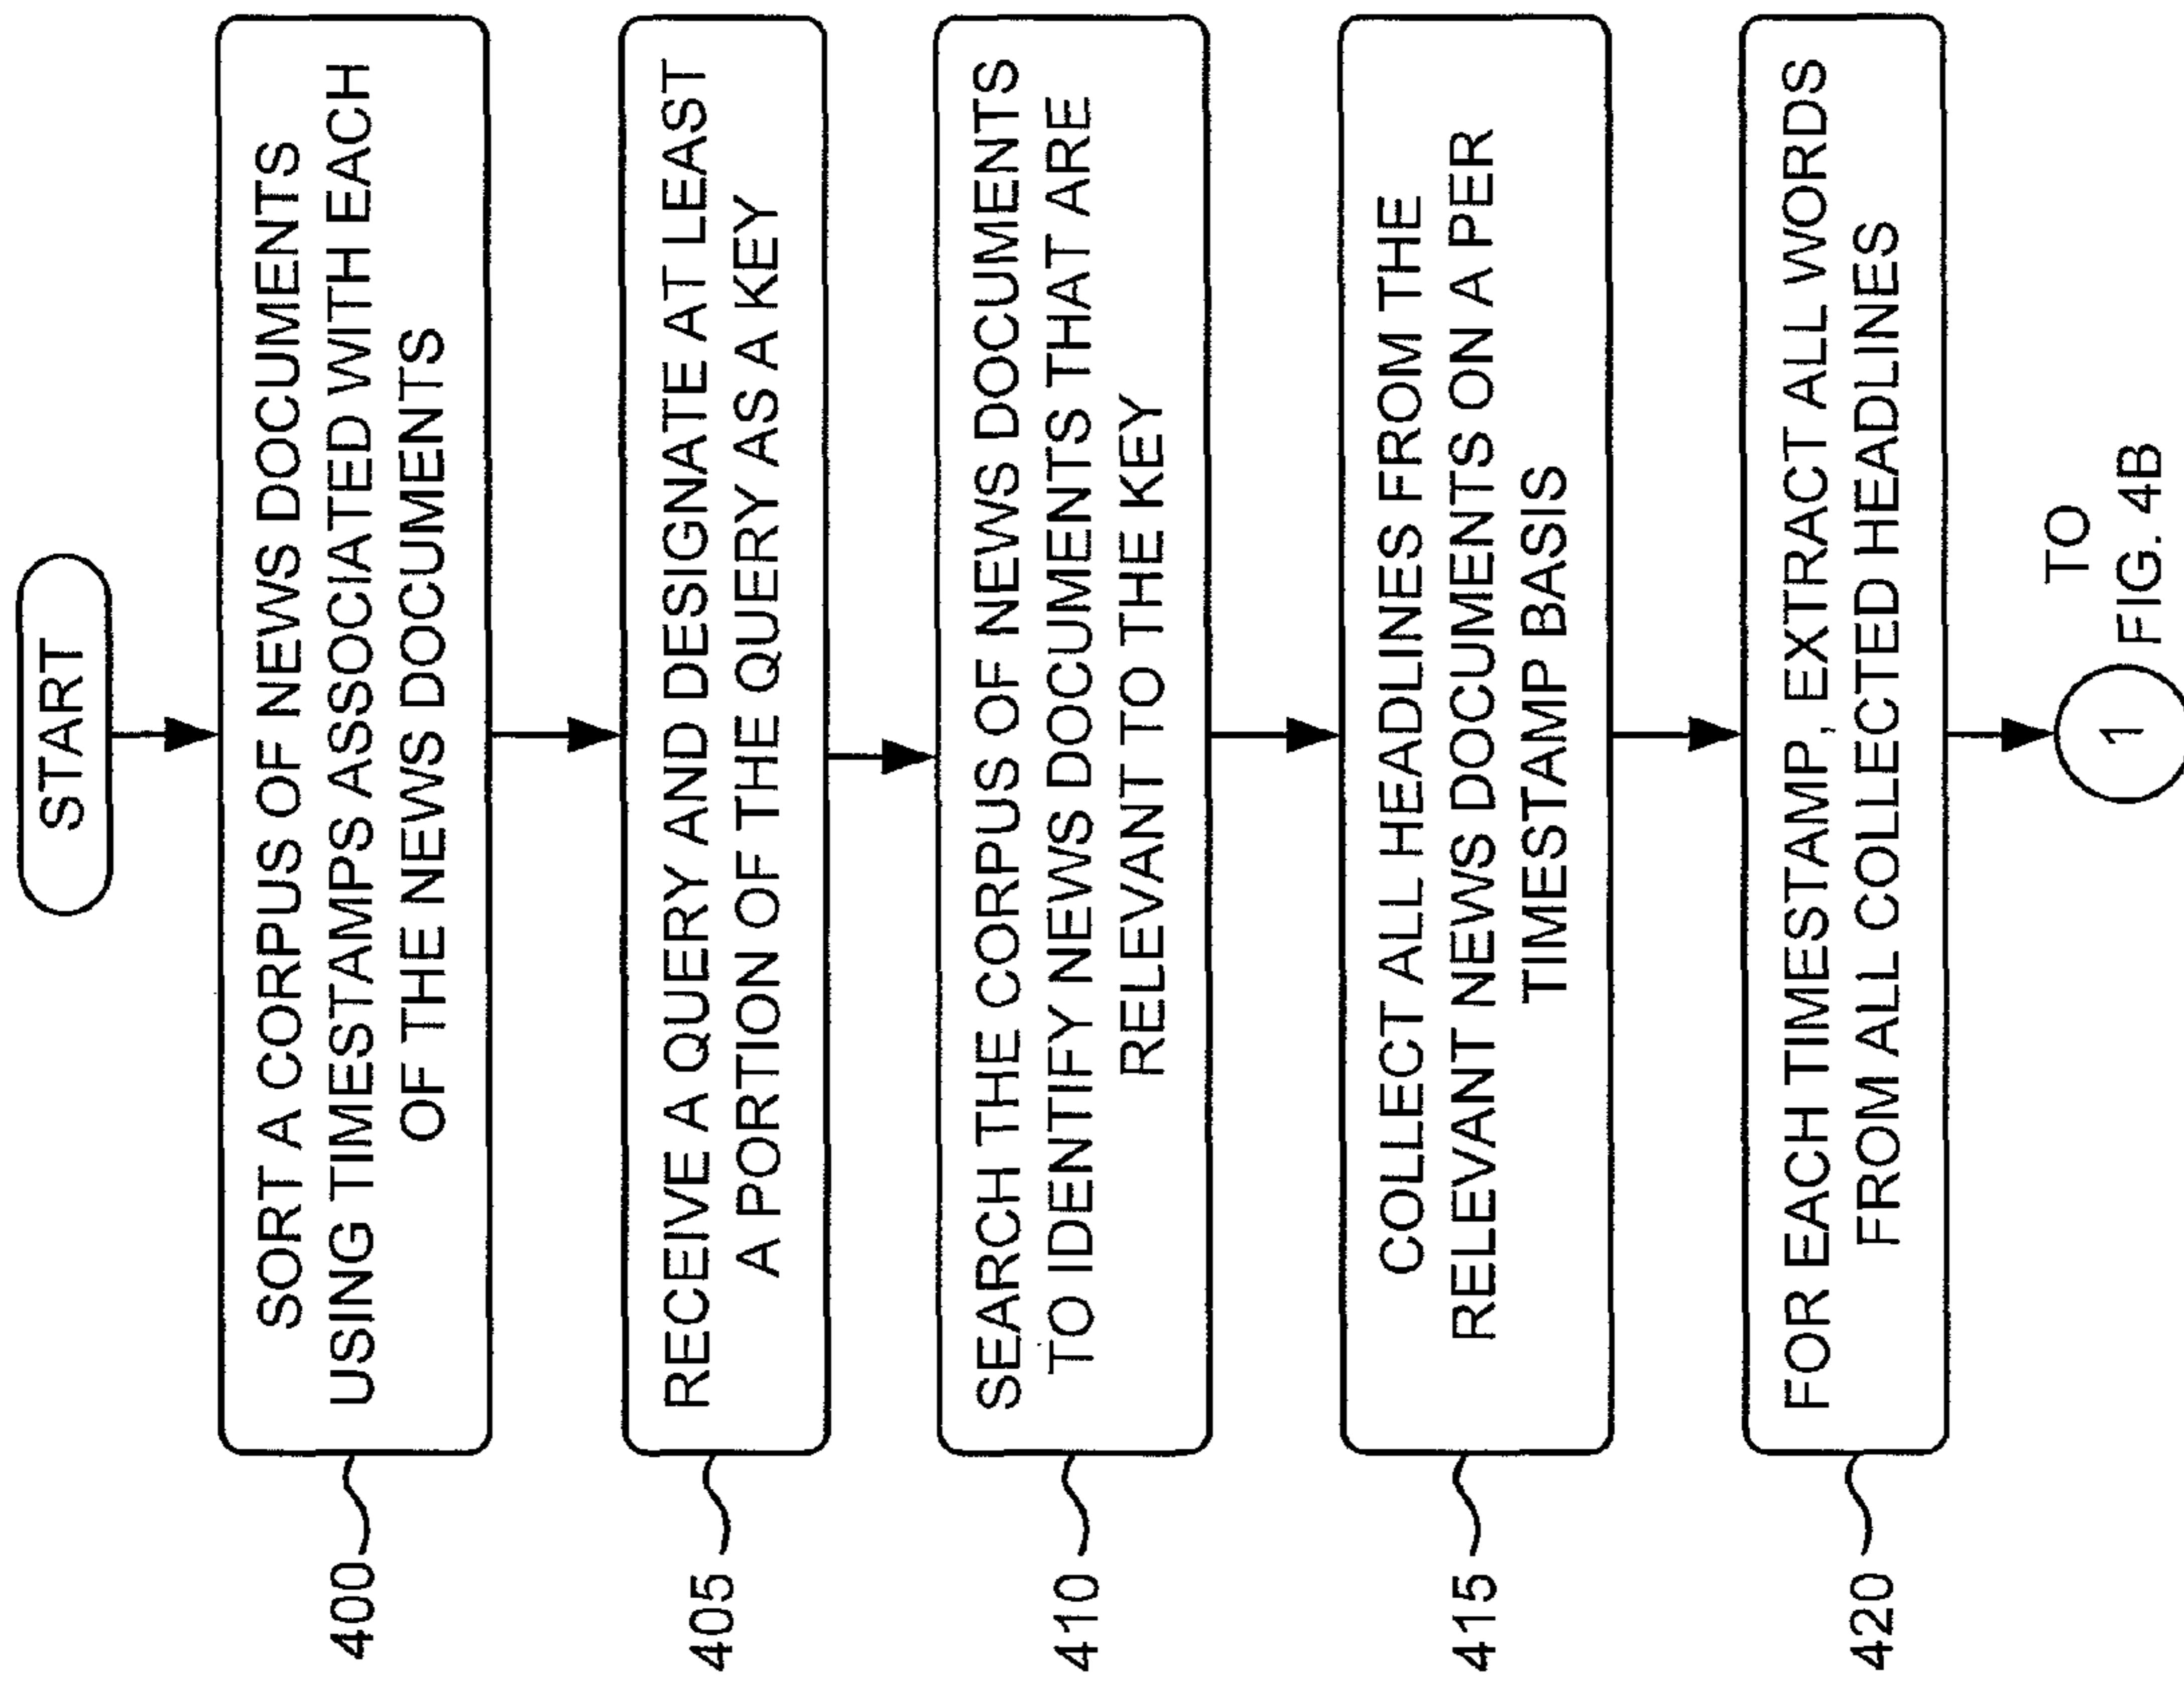 START
SORT A CORPUS OF NEWS DOCUMENTS
USING TIMESTAMPS ASSOCIATED WITH EACH
OF THE NEWS DOCUMENTS
400
RECEIVE A QUERY AND DESIGNATE AT LEAST
A PORTION OF THE QUERY AS A KEY
405
SEARCH THE CORPUS OF NEWS DOCUMENTS
TO IDENTIFY NEWS DOCUMENTS THAT ARE
RELEVANT TO THE KEY
410
COLLECT ALL HEADLINES FROM THE
RELEVANT NEWS DOCUMENTS ON A PER
TIMESTAMP BASIS
415
FOR EACH TIMESTAMP, EXTRACT ALL WORDS
FROM ALL COLLECTED HEADLINES
420
1
TO
FIG. 4B